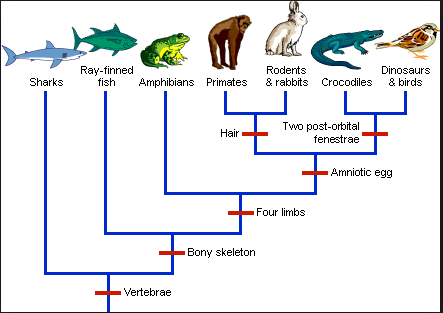 Sharks
Ray-finned
fish
Amphibians
Primates
Rodents
& rabbits
Crocodiles
Dinosaurs
& birds
Hair
Two post-orbital
fenestrae
Amniotic egg
Four limbs
Bony skeleton
Vertebrae